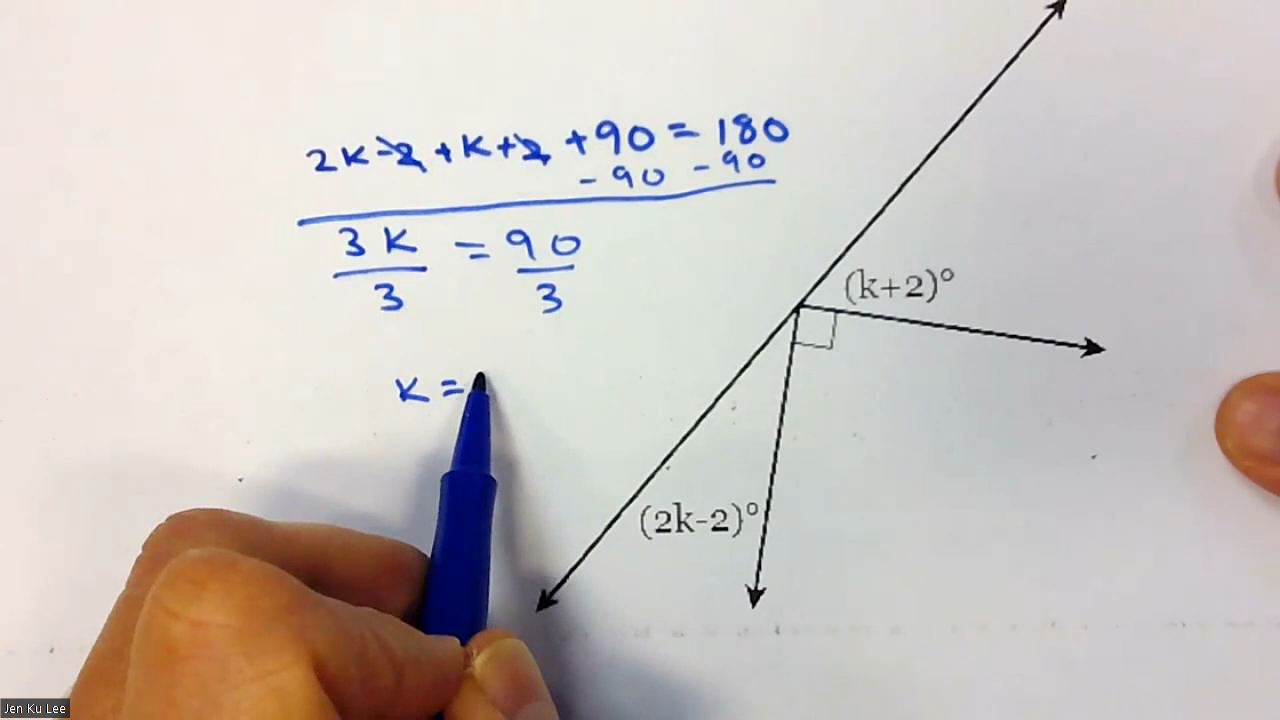 2K-2 +K+2 +90 = 180
-90 -90
3K = 90
3 3
(k+2)°
K =
(2k-2)°
Jen Ku Lee